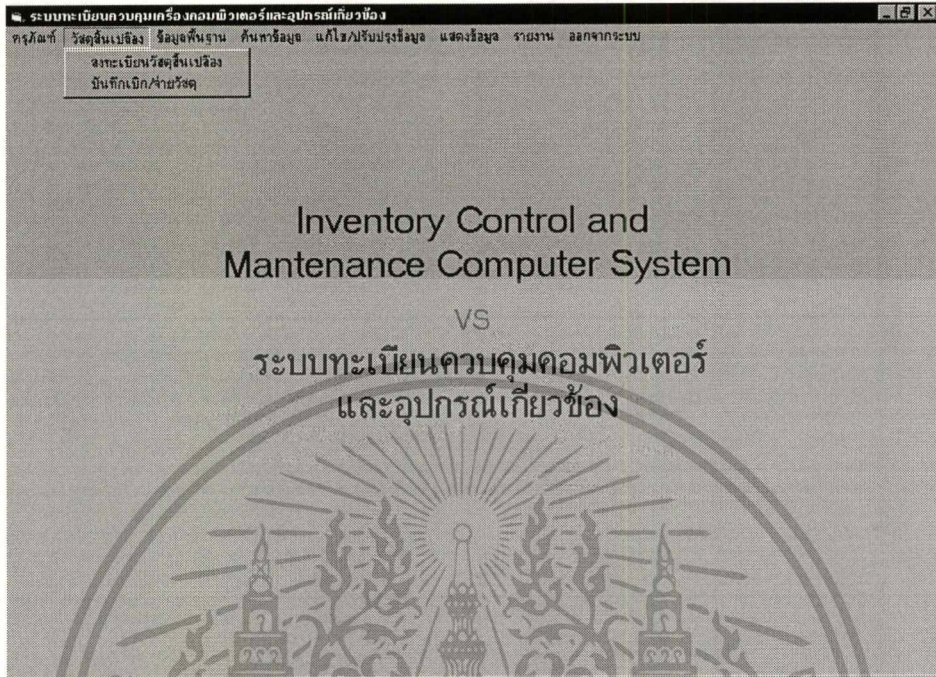 ระบบทะเบียนควบคุมเครื่องคอมพิวเตอร์และอุปกรณ์เกี่ยวข้อง
ครุภัณฑ์ วัสดุสิ้นเปลือง ข้อมูลพื้นฐาน ค้นหาข้อมูล แก้ไข/ปรับปรุงข้อมูล แสดงข้อมูล รายงาน ออกจากระบบ
ลงทะเบียนวัสดุสิ้นเปลือง
บันทึกเบิก/จ่ายวัสดุ
Inventory Control and
Mantenance Computer System
VS
ระบบทะเบียนควบคุมคอมพิวเตอร์
และอุปกรณ์เกี่ยวข้อง